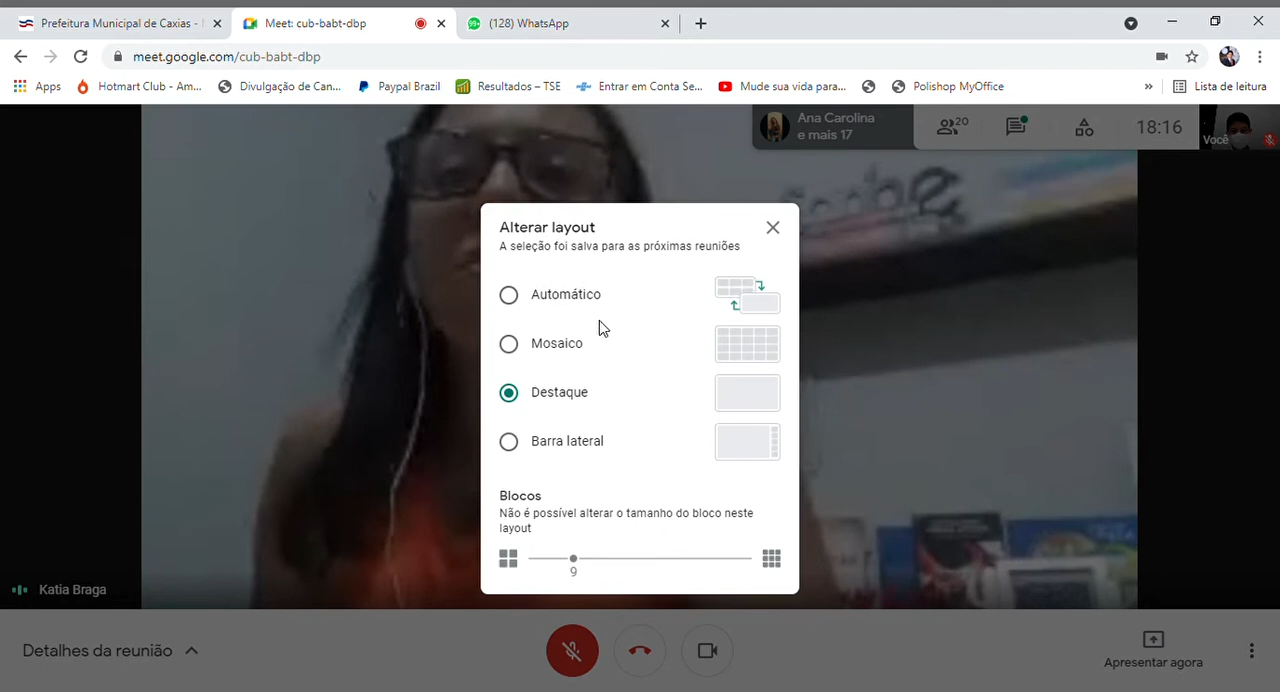 Prefeitura Municipal de Caxias -
Meet: cub-babt-dbp
99+
(128) WhatsApp
meet.google.com/cub-babt-dbp
Apps
Hotmart Club - Am...
Divulgação de Can...
Paypal Brazil
Resultados – TSE
Entrar em Conta Se...
Mude sua vida para...
Polishop MyOffice
»
Lista de leitura
Ana Carolina
e mais 17
20
18:16
Você
Alterar layout
A seleção foi salva para as próximas reuniões
Automático
Mosaico
Destaque
Barra lateral
Blocos
Não é possível alterar o tamanho do bloco neste
layout
9
Katia Braga
Detalhes da reunião
Apresentar agora